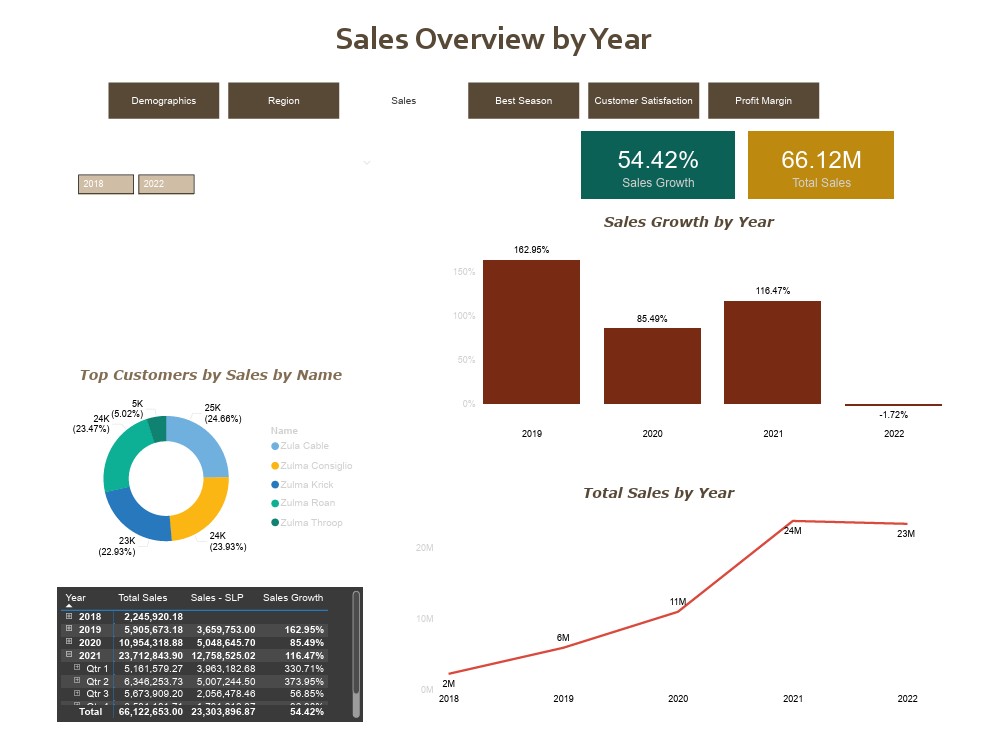 Sales Overview by Year
Demographics
Region
Sales
Best Season
Customer Satisfaction
Profit Margin
54.42%
Sales Growth
66.12M
Total Sales
2018
2022
Sales Growth by Year
162.95%
85.49%
116.47%
-1.72%
150%
100%
50%
0%
2019
2020
2021
2022
Top Customers by Sales by Name
25K
(24.66%)
24K
(23.93%)
23K
(22.93%)
24K
(23.47%)
5K
(5.02%)
Name
Zula Cable
Zulma Consiglio
Zulma Krick
Zulma Roan
Zulma Throop
Total Sales by Year
20M
10M
0M
2M
6M
11M
24M
23M
2018
2019
2020
2021
2022
Year Total Sales Sales - SLP Sales Growth
2018 2,245,920.18
2019 5,905,673.18 3,659,753.00 162.95%
2020 10,954,318.88 5,048,645.70 85.49%
2021 23,712,843.90 12,758,525.02 116.47%
Qtr 1 5,161,579.27 3,963,182.68 330.71%
Qtr 2 6,346,253.73 5,007,244.50 373.95%
Qtr 3 5,673,909.20 2,056,478.46 56.85%
Total 66,122,653.00 23,303,896.87 54.42%